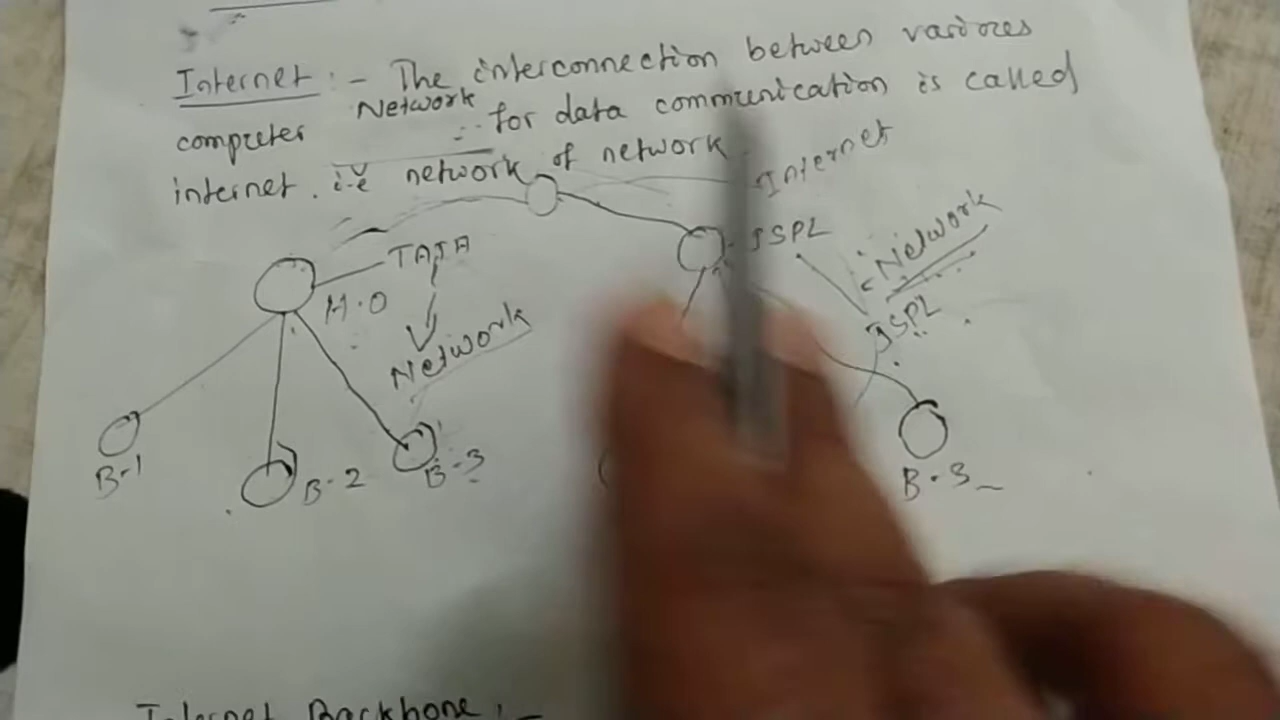 Internet :- The interconnection between variozes
computer Network for data communication is called
internet. i.e network of network
Internet
TATA
JSPL
Network
H.O
JSPL
Network
B-1
B-2
B-3
B-3
Internet Backbone :-